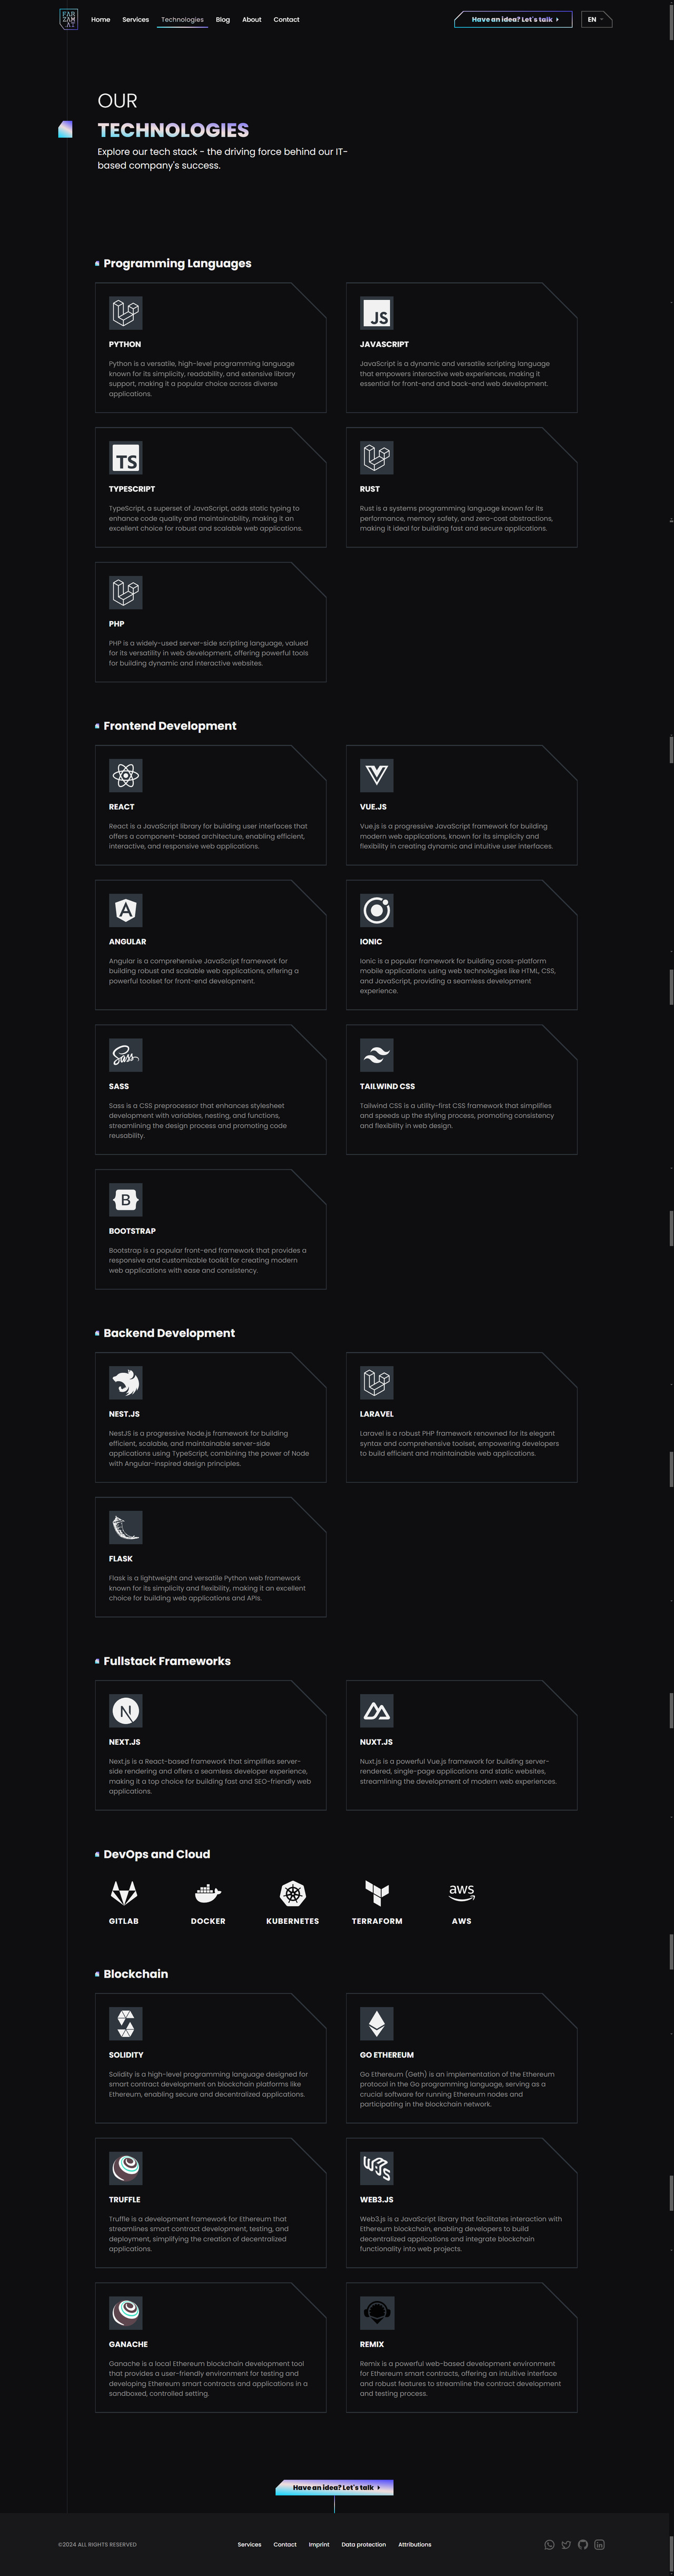 FAR
ZAM
AI
Home Services Technologies Blog About Contact
Have an idea? Let's talk
EN
OUR
TECHNOLOGIES
Explore our tech stack - the driving force behind our IT-
based company's success.
Programming Languages
PYTHON
Python is a versatile, high-level programming language
known for its simplicity, readability, and extensive library
support, making it a popular choice across diverse
applications.
JS
JAVASCRIPT
JavaScript is a dynamic and versatile scripting language
that empowers interactive web experiences, making it
essential for front-end and back-end web development.
TS
TYPESCRIPT
TypeScript, a superset of JavaScript, adds static typing to
enhance code quality and maintainability, making it an
excellent choice for robust and scalable web applications.
RUST
Rust is a systems programming language known for its
performance, memory safety, and zero-cost abstractions,
making it ideal for building fast and secure applications.
PHP
PHP is a widely-used server-side scripting language, valued
for its versatility in web development, offering powerful tools
for building dynamic and interactive websites.
Frontend Development
REACT
React is a JavaScript library for building user interfaces that
offers a component-based architecture, enabling efficient,
interactive, and responsive web applications.
VUE.JS
Vue.js is a progressive JavaScript framework for building
modern web applications, known for its simplicity and
flexibility in creating dynamic and intuitive user interfaces.
A
ANGULAR
Angular is a comprehensive JavaScript framework for
building robust and scalable web applications, offering a
powerful toolset for front-end development.
IONIC
Ionic is a popular framework for building cross-platform
mobile applications using web technologies like HTML, CSS,
and JavaScript, providing a seamless development
experience.
Sass
SASS
Sass is a CSS preprocessor that enhances stylesheet
development with variables, nesting, and functions,
streamlining the design process and promoting code
reusability.
TAILWIND CSS
Tailwind CSS is a utility-first CSS framework that simplifies
and speeds up the styling process, promoting consistency
and flexibility in web design.
B
BOOTSTRAP
Bootstrap is a popular front-end framework that provides a
responsive and customizable toolkit for creating modern
web applications with ease and consistency.
Backend Development
NEST.JS
NestJS is a progressive Node.js framework for building
efficient, scalable, and maintainable server-side
applications using TypeScript, combining the power of Node
with Angular-inspired design principles.
LARAVEL
Laravel is a robust PHP framework renowned for its elegant
syntax and comprehensive toolset, empowering developers
to build efficient and maintainable web applications.
FLASK
Flask is a lightweight and versatile Python web framework
known for its simplicity and flexibility, making it an excellent
choice for building web applications and APIs.
Fullstack Frameworks
N
NEXT.JS
Next.js is a React-based framework that simplifies server-
side rendering and offers a seamless developer experience,
making it a top choice for building fast and SEO-friendly web
applications.
NUXT.JS
Nuxt.js is a powerful Vue.js framework for building server-
rendered, single-page applications and static websites,
streamlining the development of modern web experiences.
DevOps and Cloud
aws
GITLAB DOCKER KUBERNETES TERRAFORM AWS
Blockchain
SOLIDITY
Solidity is a high-level programming language designed for
smart contract development on blockchain platforms like
Ethereum, enabling secure and decentralized applications.
GO ETHEREUM
Go Ethereum (Geth) is an implementation of the Ethereum
protocol in the Go programming language, serving as a
crucial software for running Ethereum nodes and
participating in the blockchain network.
TRUFFLE
Truffle is a development framework for Ethereum that
streamlines smart contract development, testing, and
deployment, simplifying the creation of decentralized
applications.
W3JS
WEB3.JS
Web3.js is a JavaScript library that facilitates interaction with
Ethereum blockchain, enabling developers to build
decentralized applications and integrate blockchain
functionality into web projects.
GANACHE
Ganache is a local Ethereum blockchain development tool
that provides a user-friendly environment for testing and
developing Ethereum smart contracts and applications in a
sandboxed, controlled setting.
REMIX
Remix is a powerful web-based development environment
for Ethereum smart contracts, offering an intuitive interface
and robust features to streamline the contract development
and testing process.
Have an idea? Let's talk
©2024 ALL RIGHTS RESERVED
Services Contact Imprint Data protection Attributions
in